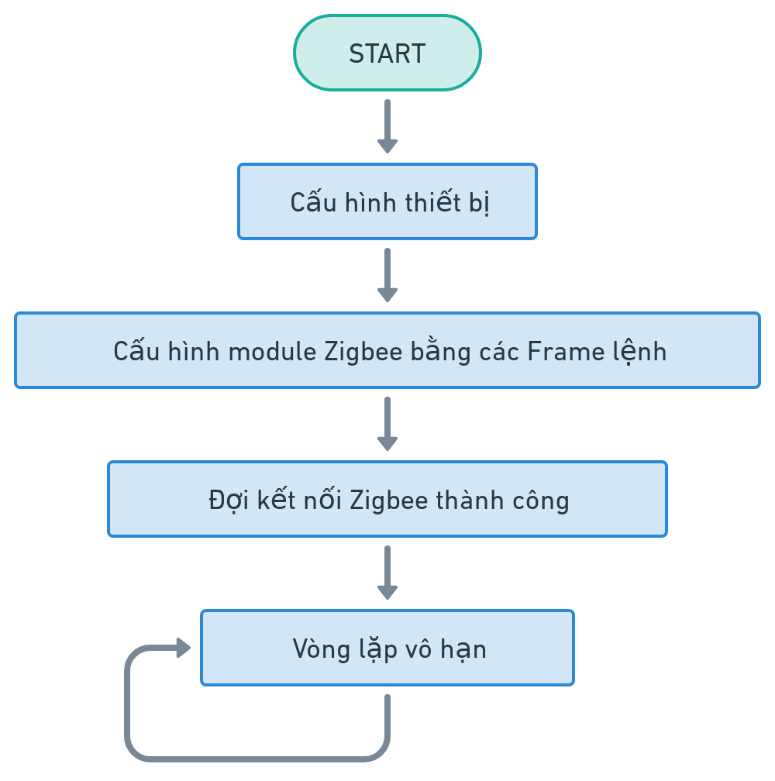 START
Cấu hình thiết bị
Cấu hình module Zigbee bằng các Frame lệnh
Đợi kết nối Zigbee thành công
Vòng lặp vô hạn